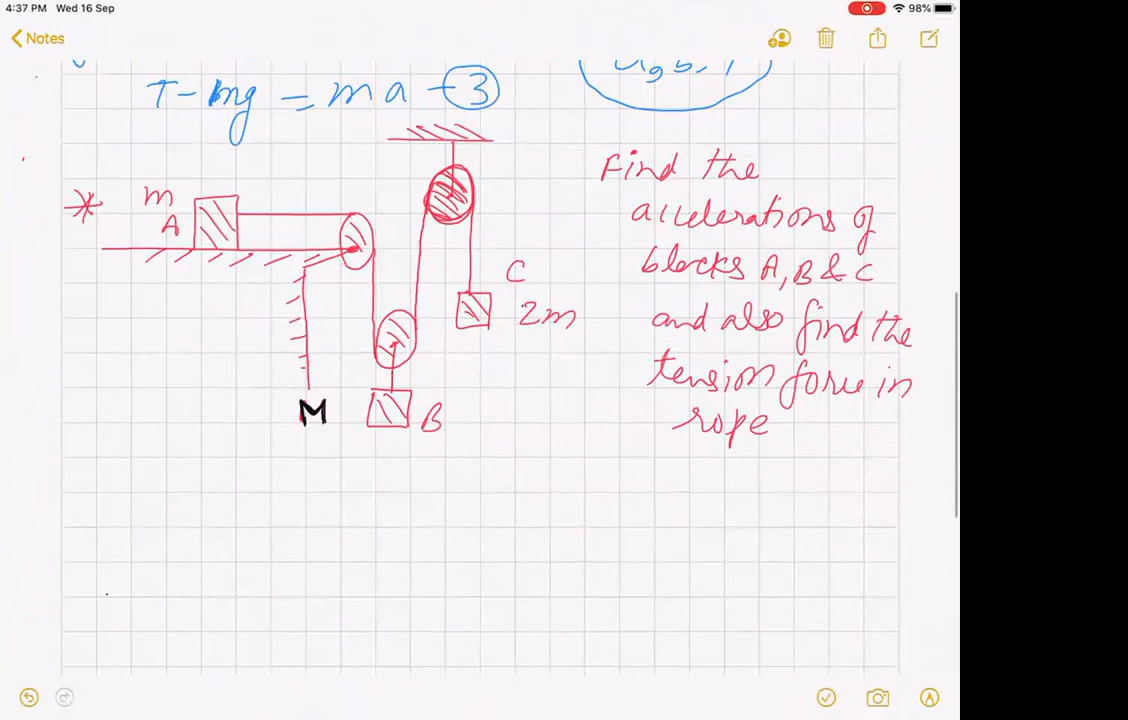 4:37 PM Wed 16 Sep
98%
Notes
T - mg = ma - 3
Find the
m
A
accelerations of
blocks A, B & C
C
2m
and also find the
tension force in
M
B
rope